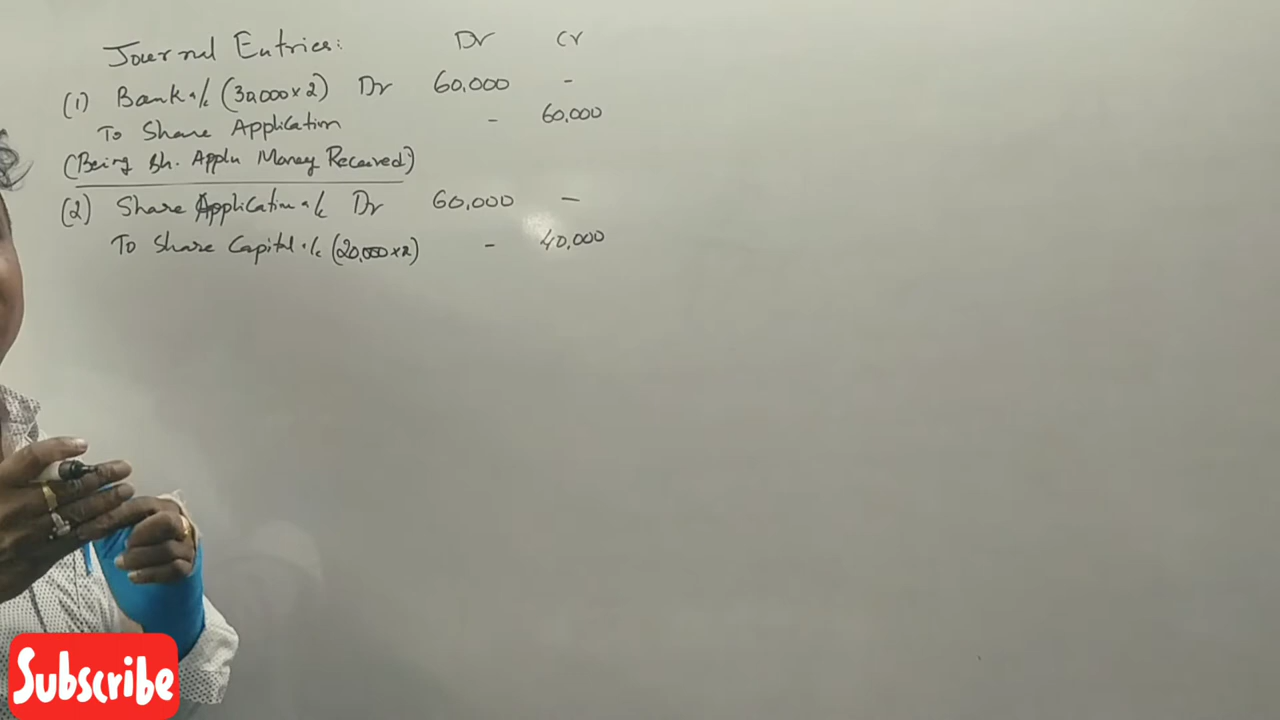 Journal Entries: Dr Cr
(1) Bank a/c (30,000 x 2) Dr 60,000 -
To Share Application - 60,000
(Being Sh. Appln Money Received)
(2) Share Application a/c Dr 60,000 -
To Share Capital a/c (20,000 x 2) - 40,000
Subscribe